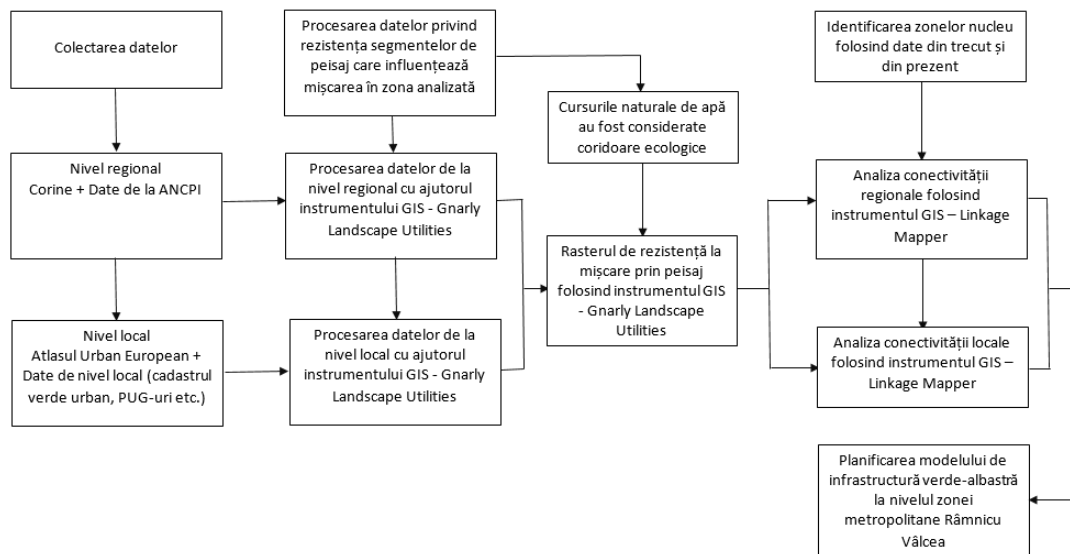 Colectarea datelor
Procesarea datelor privind
rezistența segmentelor de
peisaj care influențează
mișcarea în zona analizată
Identificarea zonelor nucleu
folosind date din trecut și
din prezent
Cursurile naturale de apă
au fost considerate
coridoare ecologice
Nivel regional
Corine + Date de la ANCPI
Procesarea datelor de la
nivel regional cu ajutorul
instrumentului GIS - Gnarly
Landscape Utilities
Analiza conectivității
regionale folosind
instrumentul GIS – Linkage
Mapper
Rasterul de rezistență la
mișcare prin peisaj
folosind instrumentul GIS
- Gnarly Landscape
Utilities
Nivel local
Atlasul Urban European +
Date de nivel local (cadastrul
verde urban, PUG-uri etc.)
Procesarea datelor de la
nivel local cu ajutorul
instrumentului GIS - Gnarly
Landscape Utilities
Analiza conectivității locale
folosind instrumentul GIS –
Linkage Mapper
Planificarea modelului de
infrastructură verde-albastră
la nivelul zonei
metropolitane Râmnicu
Vâlcea